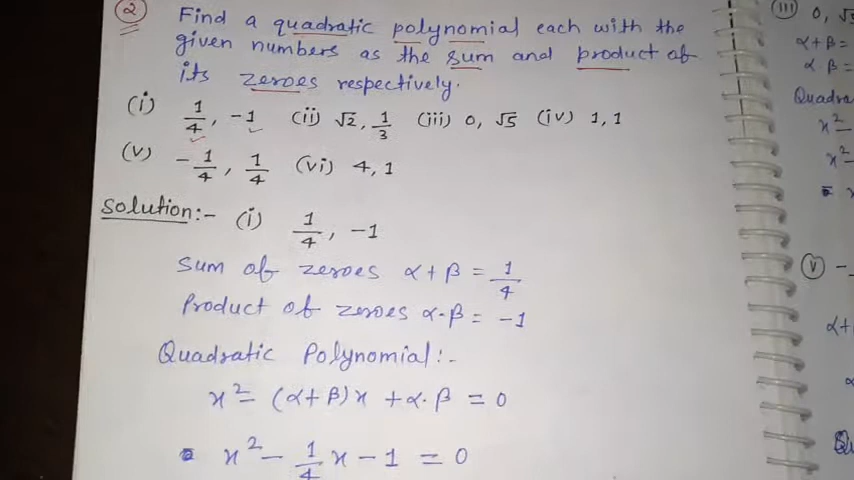 2 Find a quadratic polynomial each with the
given numbers as the sum and product of
its zeroes respectively.
(i) 1/4, -1 (ii) √2, 1/3 (iii) 0, √5 (iv) 1,1
(v) -1/4, 1/4 (vi) 4,1
Solution:- (i) 1/4, -1
Sum of zeroes α+β = 1/4
Product of zeroes α·β = -1
Quadratic Polynomial:-
x² = (α+β)x + α·β = 0
x² - 1/4 x - 1 = 0
(iii) 0,
α+β =
α β =
Quadra
x² -
x² -
(v) -
α+
α